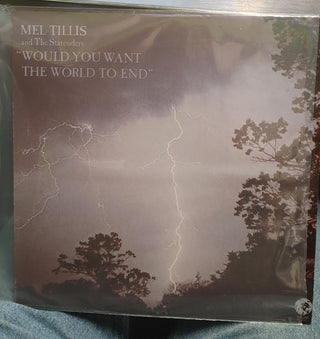 MEL TILLIS
and The Statesiders
"WOULD YOU WANT
THE WORLD TO END"